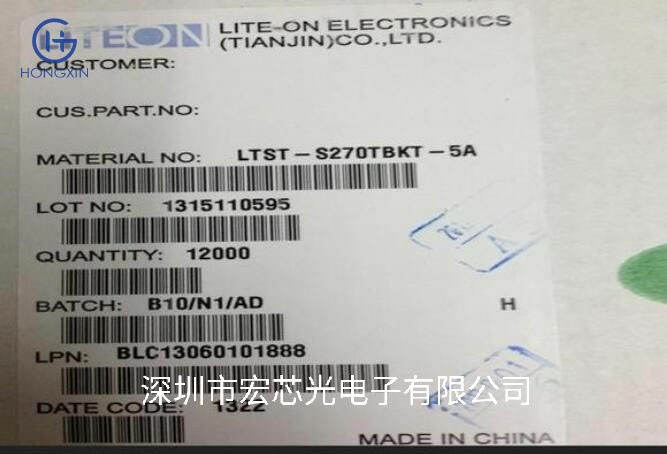 LITEON
LITE-ON ELECTRONICS
(TIANJIN)CO.,LTD.
HONGXIN
CUSTOMER:
CUS.PART.NO:
MATERIAL NO: LTST-S270TBKT-5A
LOT NO: 1315110595
QUANTITY: 12000
BATCH: B10/N1/AD H
LPN: BLC13060101888
深圳市宏芯光电子有限公司
DATE CODE: 1322
MADE IN CHINA